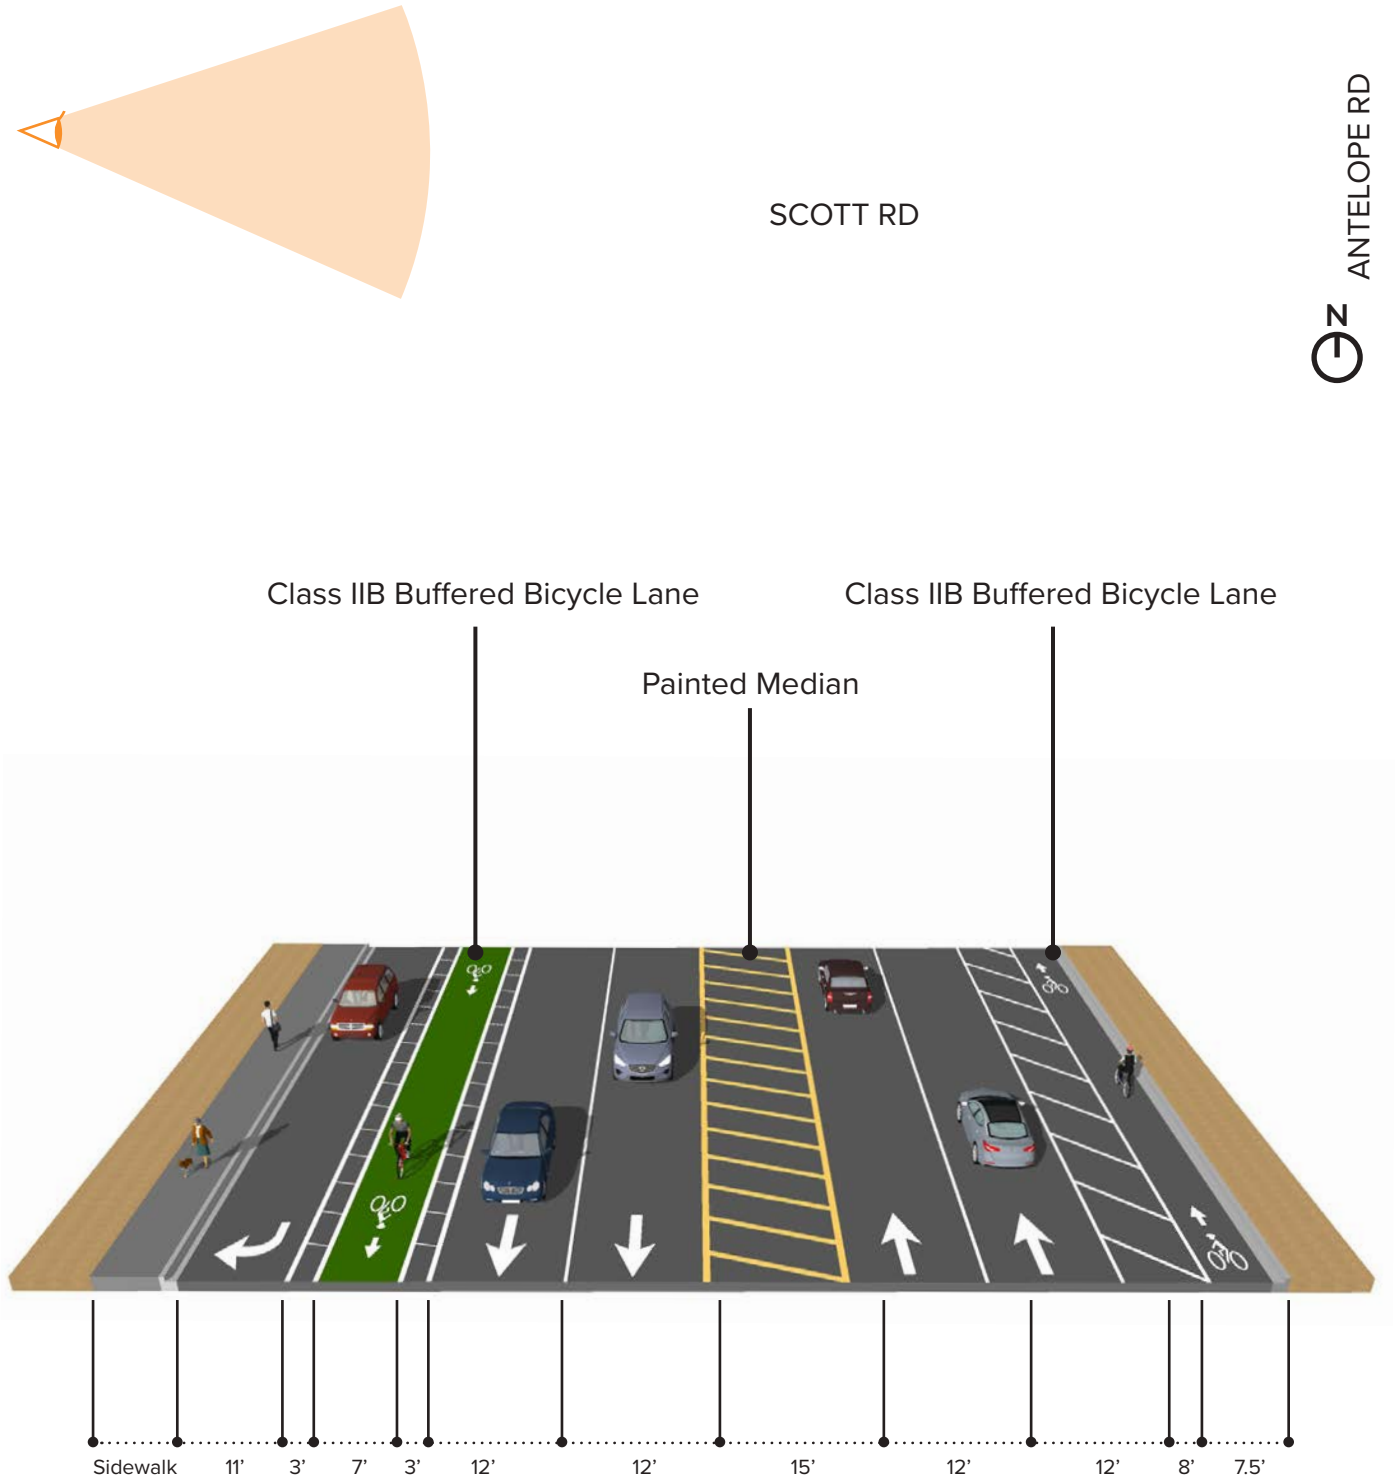 ANTELOPE RD
SCOTT RD
N
Class IIB Buffered Bicycle Lane
Class IIB Buffered Bicycle Lane
Painted Median
Sidewalk 11’ 3’ 7’ 3’ 12’ 12’ 15’ 12’ 12’ 8’ 7.5’